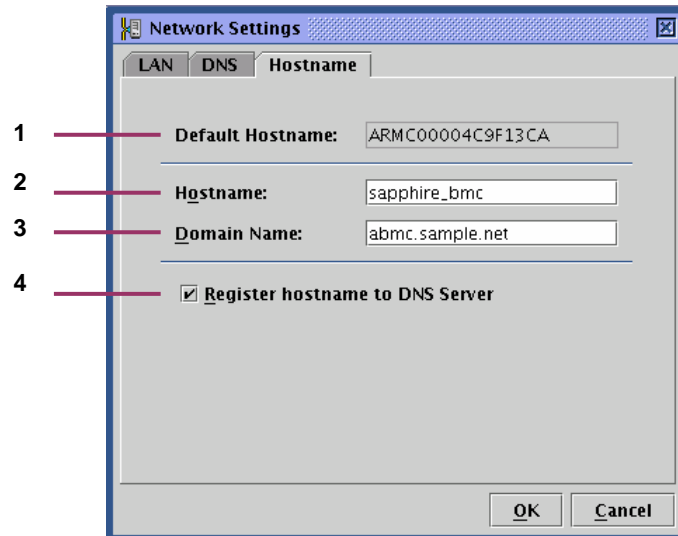 Network Settings
LAN DNS Hostname
1 Default Hostname: ARMC00004C9F13CA
2 Hostname: sapphire_bmc
3 Domain Name: abmc.sample.net
4 Register hostname to DNS Server
OK Cancel